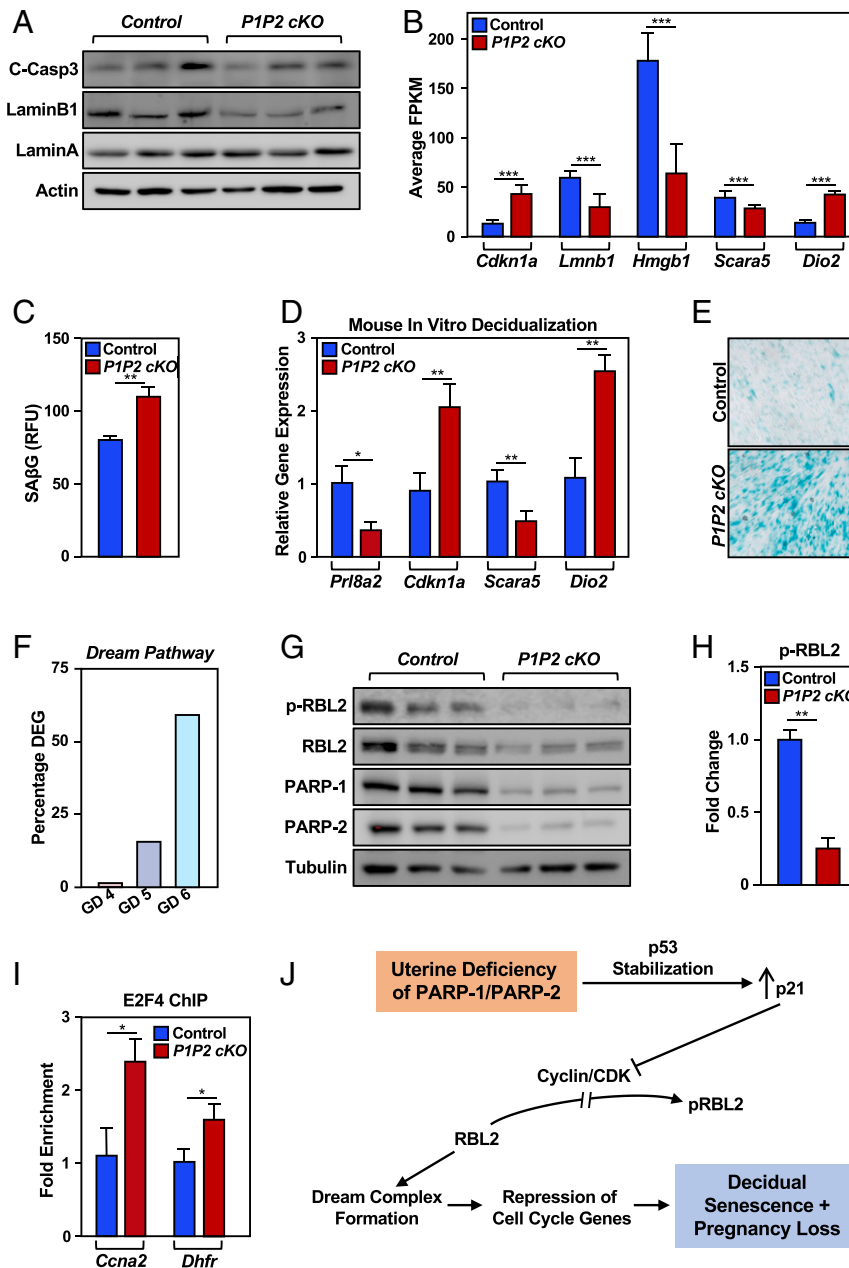 A
Control
P1P2 cKO
C-Casp3
LaminB1
LaminA
Actin
B
Control
P1P2 cKO
Average FPKM
200
150
100
50
0
***
***
***
***
***
Cdkn1a
Lmnb1
Hmgb1
Scara5
Dio2
C
150
100
50
0
SAβG (RFU)
Control
P1P2 cKO
**
D
Mouse In Vitro Decidualization
Relative Gene Expression
3
2
1
0
Control
P1P2 cKO
*
**
**
**
Prl8a2
Cdkn1a
Scara5
Dio2
E
Control
P1P2 cKO
F
Dream Pathway
Percentage DEG
75
50
25
0
GD 4
GD 5
GD 6
G
Control
P1P2 cKO
p-RBL2
RBL2
PARP-1
PARP-2
Tubulin
H
p-RBL2
Fold Change
1.5
1.0
0.5
0
Control
P1P2 cKO
**
I
E2F4 ChIP
Fold Enrichment
3
2
1
0
Control
P1P2 cKO
*
*
Ccna2
Dhfr
J
Uterine Deficiency
of PARP-1/PARP-2
p53
Stabilization
p21
Cyclin/CDK
pRBL2
RBL2
Dream Complex
Formation
Repression of
Cell Cycle Genes
Decidual
Senescence +
Pregnancy Loss